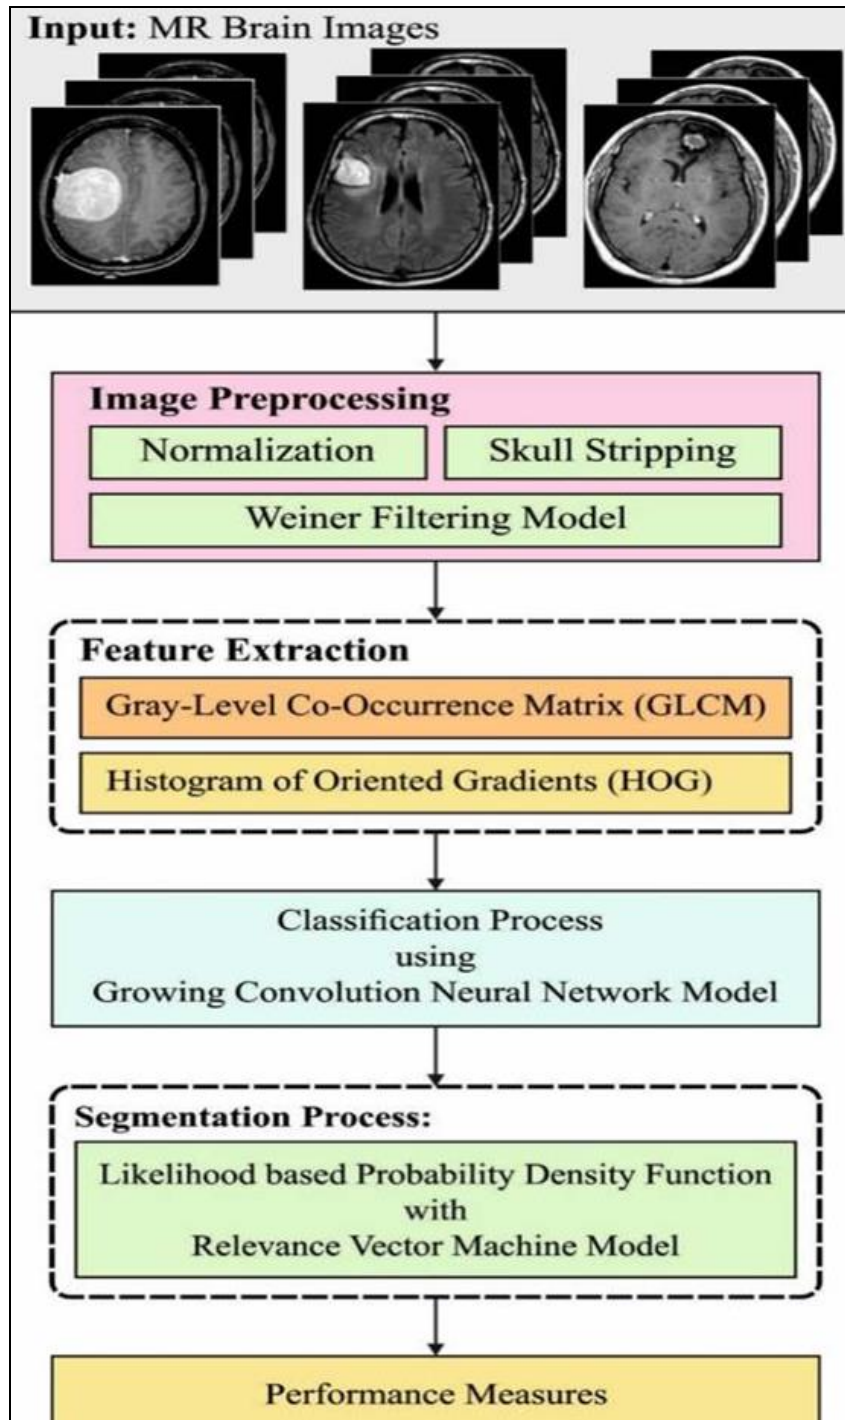 Input: MR Brain Images
Image Preprocessing
Normalization
Skull Stripping
Weiner Filtering Model
Feature Extraction
Gray-Level Co-Occurrence Matrix (GLCM)
Histogram of Oriented Gradients (HOG)
Classification Process
using
Growing Convolution Neural Network Model
Segmentation Process:
Likelihood based Probability Density Function
with
Relevance Vector Machine Model
Performance Measures